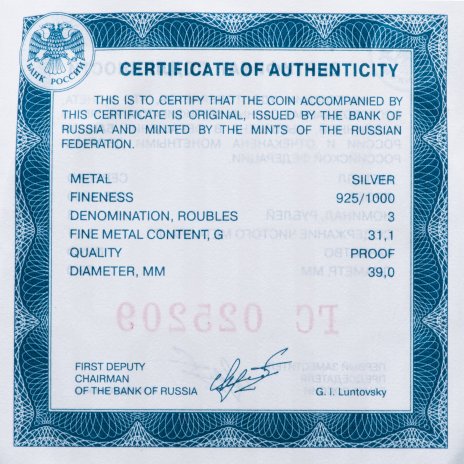 БАНК РОССИИ
CERTIFICATE OF AUTHENTICITY
THIS IS TO CERTIFY THAT THE COIN ACCOMPANIED BY
THIS CERTIFICATE IS ORIGINAL, ISSUED BY THE BANK OF
RUSSIA AND MINTED BY THE MINTS OF THE RUSSIAN
FEDERATION.
METAL SILVER
FINENESS 925/1000
DENOMINATION, ROUBLES 3
FINE METAL CONTENT, G 31,1
QUALITY PROOF
DIAMETER, MM 39,0
ГС 025209
FIRST DEPUTY
CHAIRMAN
OF THE BANK OF RUSSIA
G. I. Luntovsky